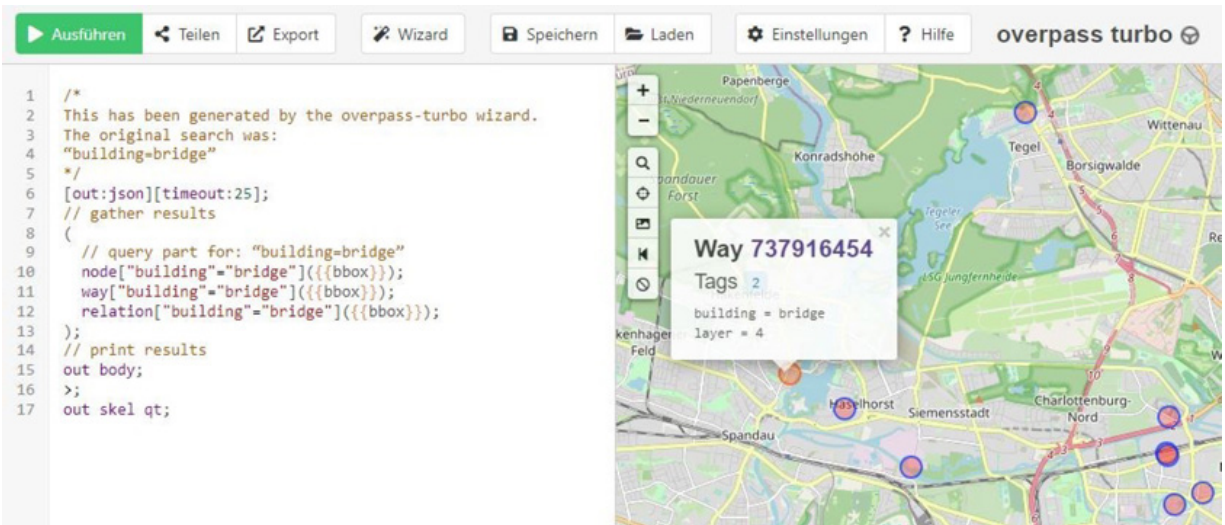 Ausführen Teilen Export Wizard Speichern Laden Einstellungen Hilfe overpass turbo
1 /*
2 This has been generated by the overpass-turbo wizard.
3 The original search was:
4 “building=bridge”
5 */
6 [out:json][timeout:25];
7 // gather results
8 (
9 // query part for: “building=bridge”
10 node["building"="bridge"]({{bbox}});
11 way["building"="bridge"]({{bbox}});
12 relation["building"="bridge"]({{bbox}});
13 );
14 // print results
15 out body;
16 >;
17 out skel qt;
+
−
Papenberge
Niederneuendorf
Wittenau
Konradshöhe
Tegel
Borsigwalde
Forst
Tegeler
See
LSG Jungfernheide
Way 737916454
Tags 2
building = bridge
layer = 4
Feld
Haselhorst
Siemensstadt
Charlottenburg-
Nord
Spandau